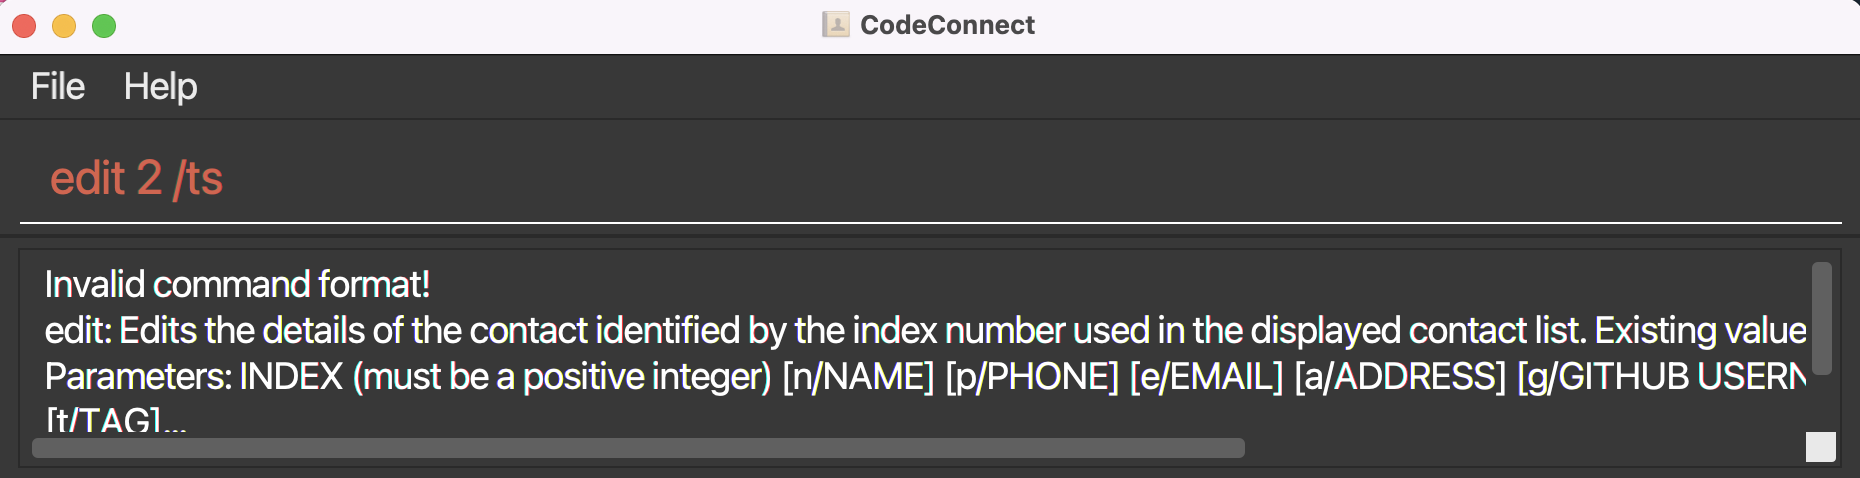 CodeConnect
File Help
edit 2 /ts
Invalid command format!
edit: Edits the details of the contact identified by the index number used in the displayed contact list. Existing value
Parameters: INDEX (must be a positive integer) [n/NAME] [p/PHONE] [e/EMAIL] [a/ADDRESS] [g/GITHUB USERN
[t/TAG]...